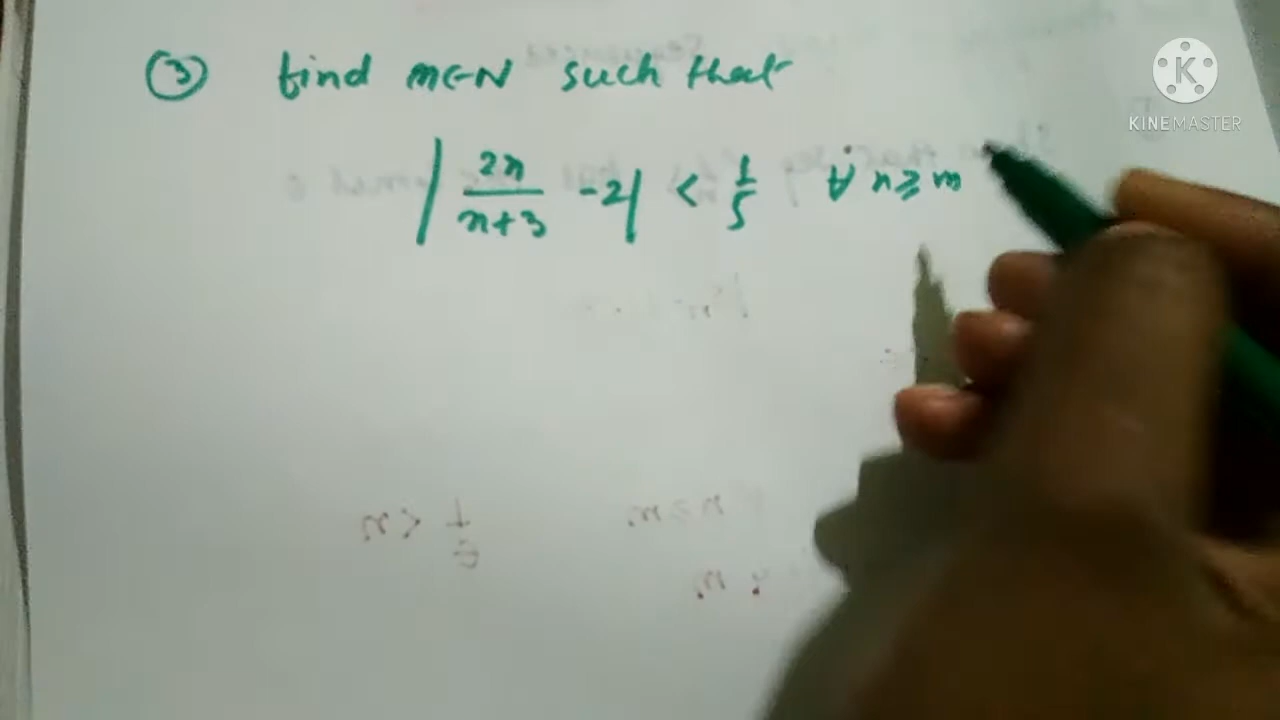 ③ find m∈N such that
KINEMASTER
| 2n/n+3 -2| < 1/5 ∀ n≥m